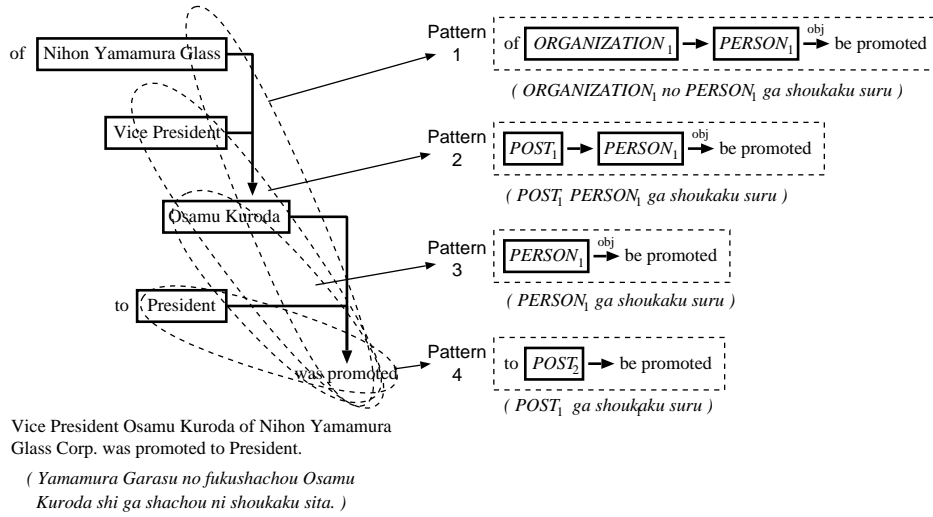 of Nihon Yamamura Glass
Vice President
Osamu Kuroda
to President
was promoted
Pattern 1
of ORGANIZATION₁ PERSON₁ obj be promoted
( ORGANIZATION₁ no PERSON₁ ga shoukaku suru )
Pattern 2
POST₁ PERSON₁ obj be promoted
( POST₁ PERSON₁ ga shoukaku suru )
Pattern 3
PERSON₁ obj be promoted
( PERSON₁ ga shoukaku suru )
Pattern 4
to POST₂ be promoted
( POST₁ ga shoukaku suru )
Vice President Osamu Kuroda of Nihon Yamamura
Glass Corp. was promoted to President.
( Yamamura Garasu no fukushachou Osamu
Kuroda shi ga shachou ni shoukaku sita. )